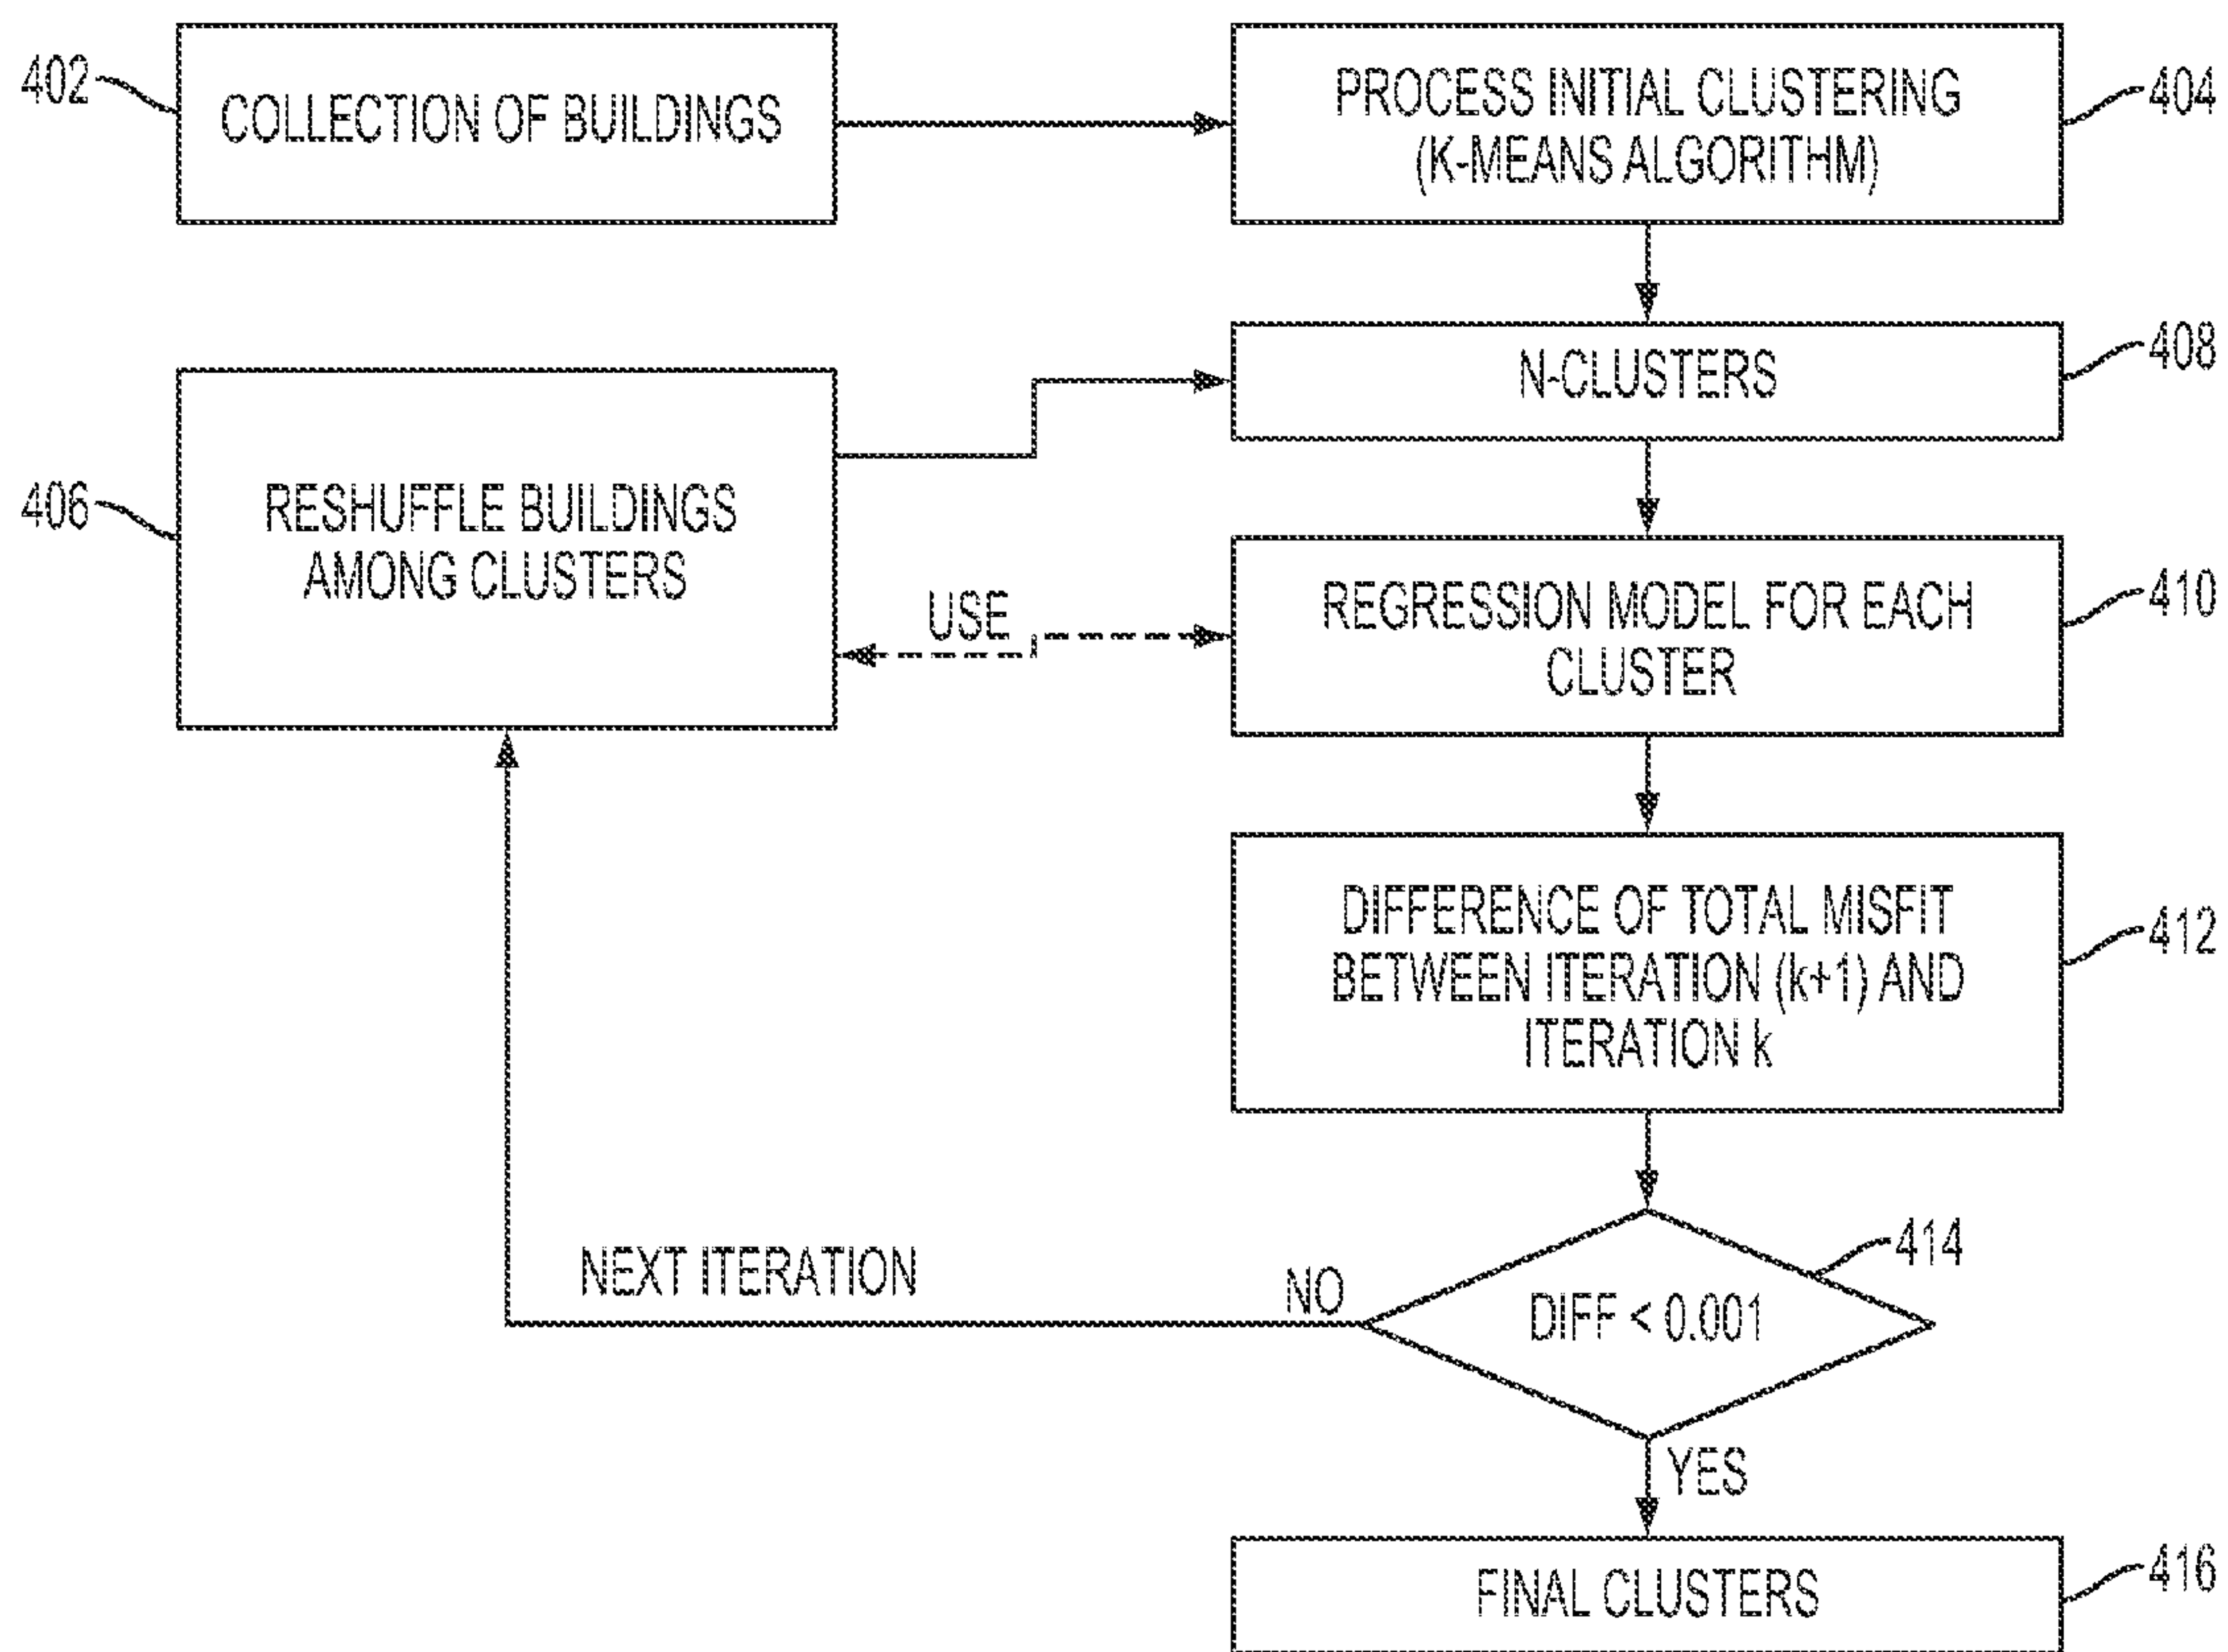 402
COLLECTION OF BUILDINGS
PROCESS INITIAL CLUSTERING
(K-MEANS ALGORITHM)
404
N-CLUSTERS
408
406
RESHUFFLE BUILDINGS
AMONG CLUSTERS
USE
REGRESSION MODEL FOR EACH
CLUSTER
410
DIFFERENCE OF TOTAL MISFIT
BETWEEN ITERATION (k+1) AND
ITERATION k
412
414
NEXT ITERATION
NO
DIFF < 0.001
YES
FINAL CLUSTERS
416